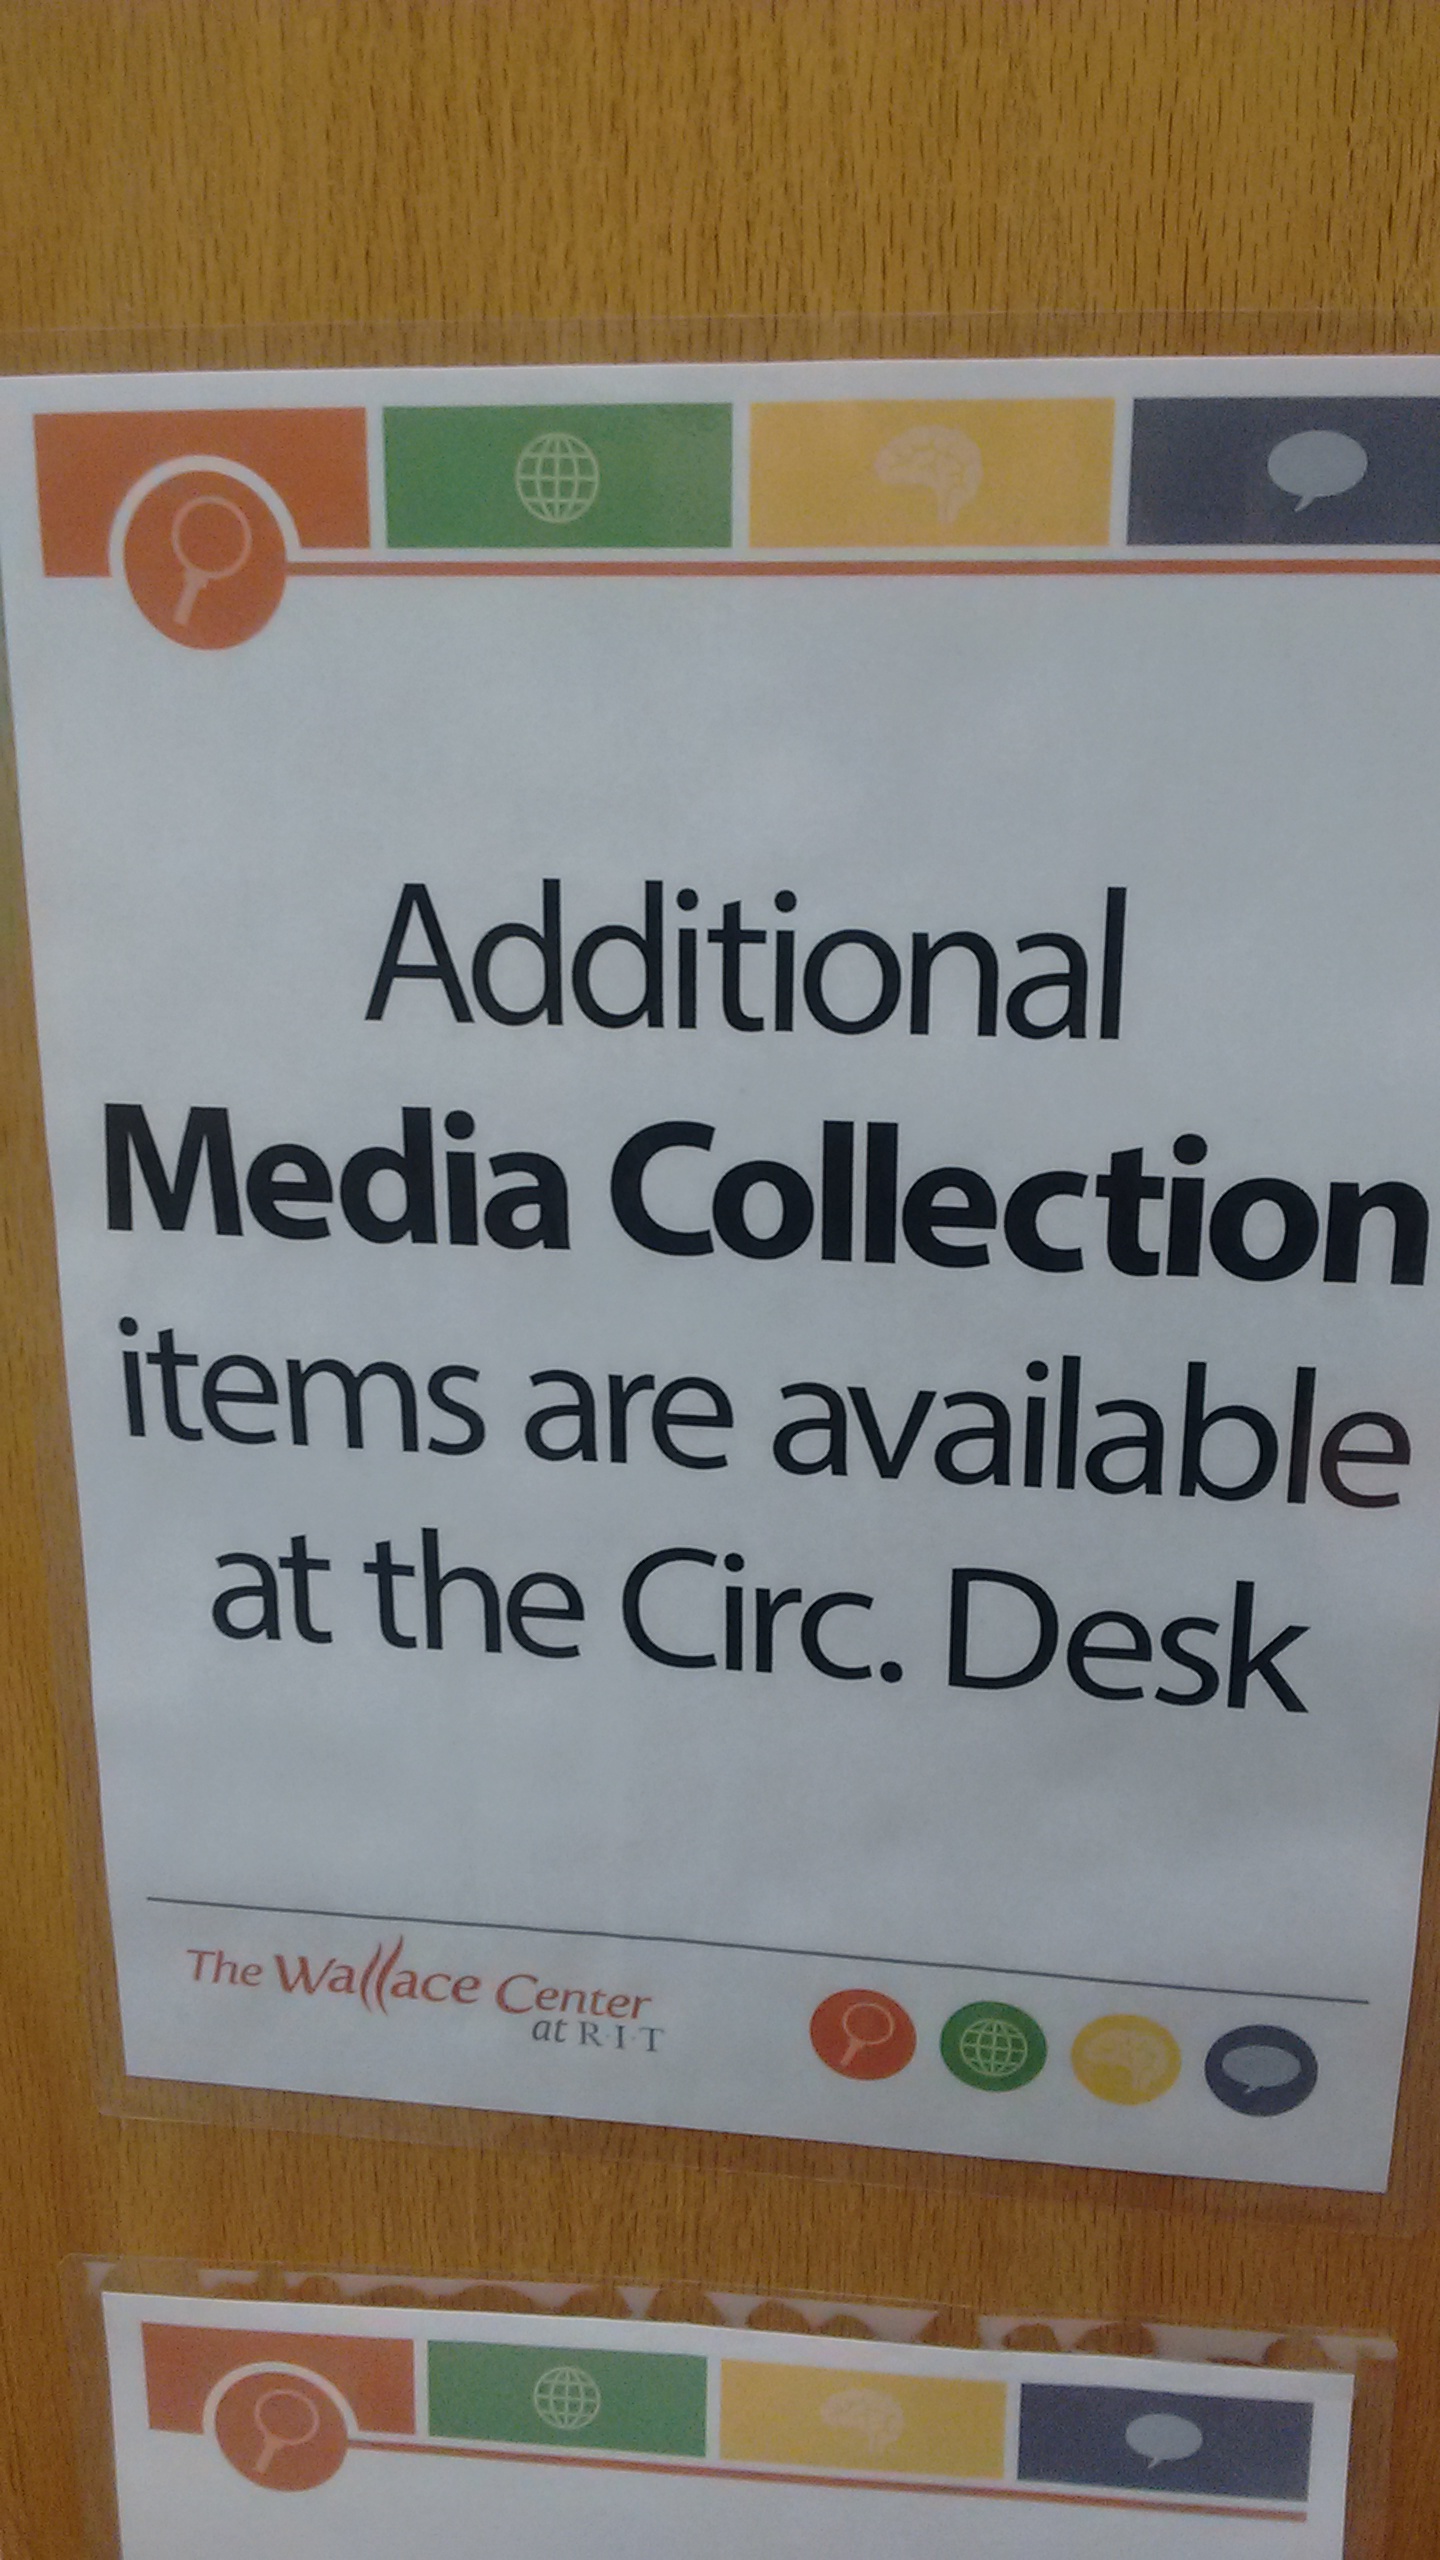 Additional
Media Collection
items are available
at the Circ. Desk
The Wallace Center
at R·I·T